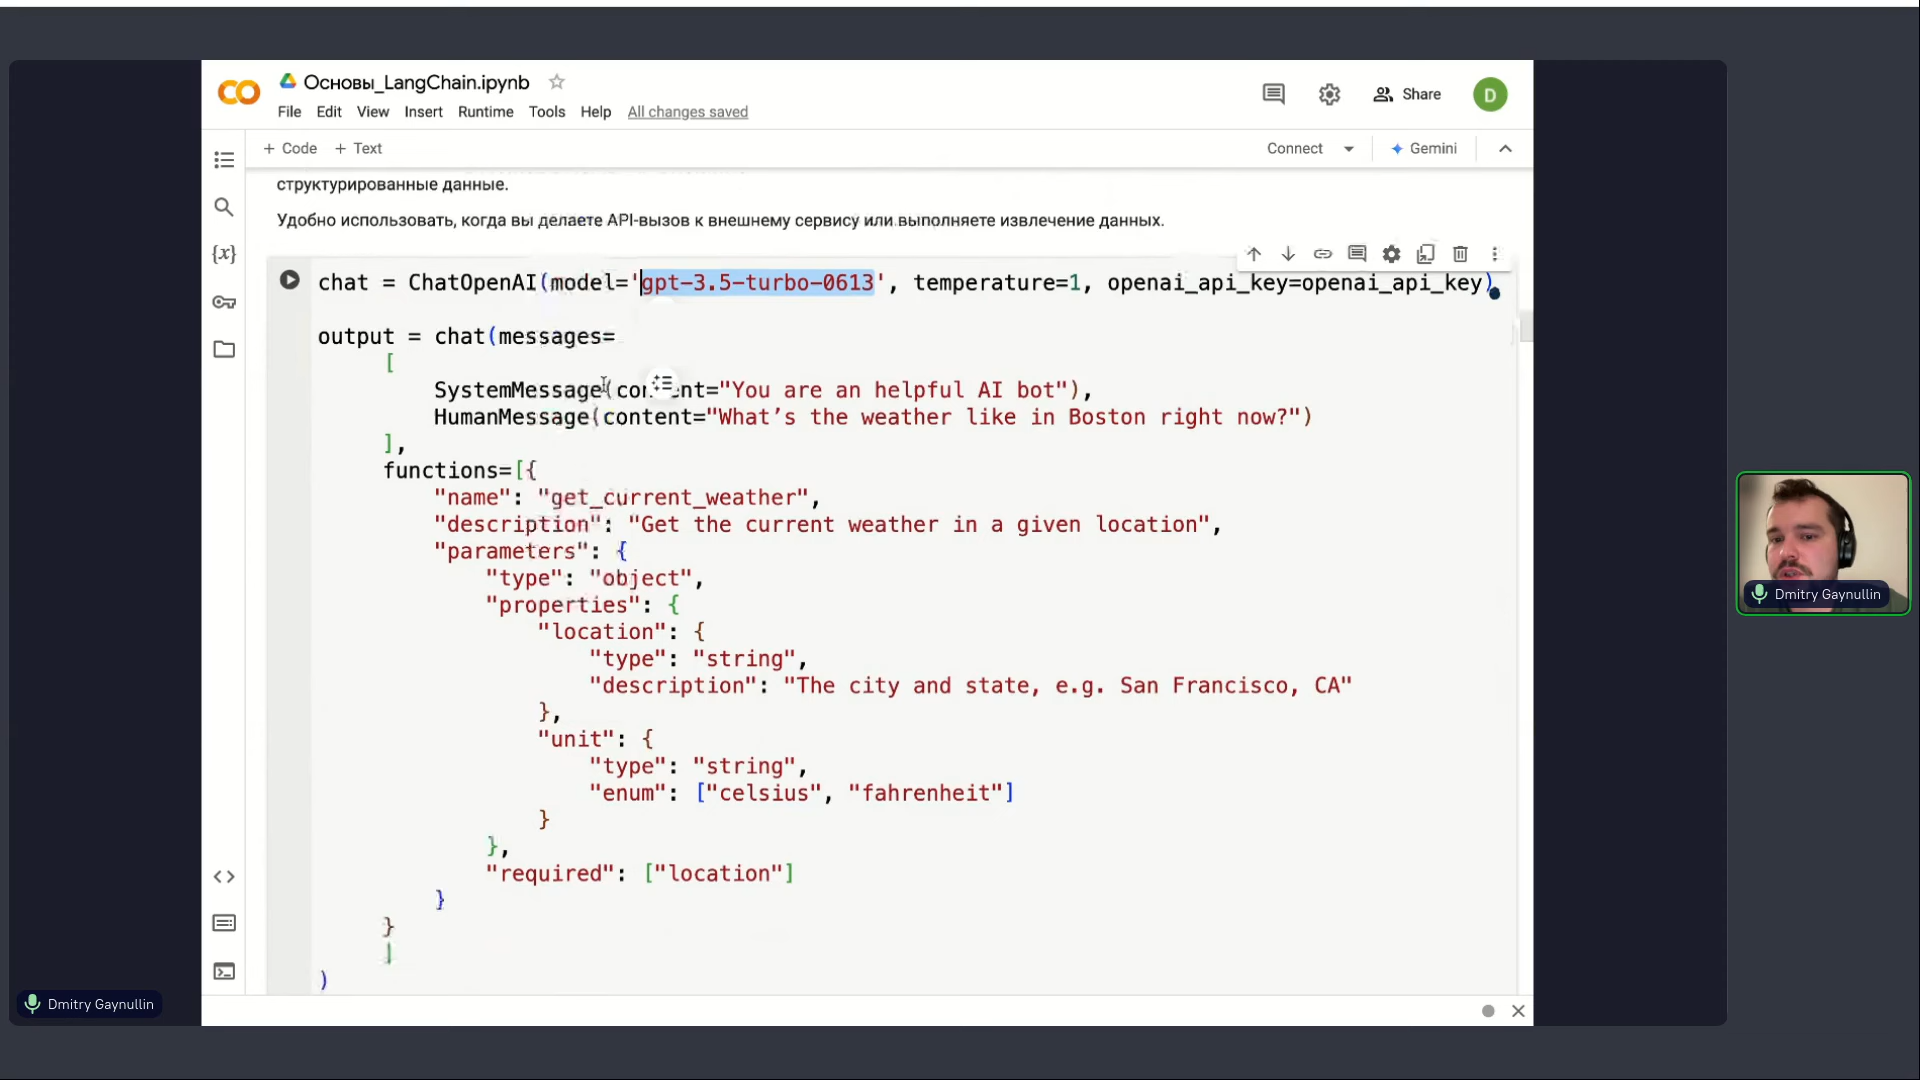 Основы_LangChain.ipynb
File Edit View Insert Runtime Tools Help All changes saved
Share
D
+ Code + Text
Connect
Gemini
структурированные данные.
Удобно использовать, когда вы делаете API-вызов к внешнему сервису или выполняете извлечение данных.
chat = ChatOpenAI(model='gpt-3.5-turbo-0613', temperature=1, openai_api_key=openai_api_key)
output = chat(messages=
[
SystemMessage( nt="You are an helpful AI bot"),
HumanMessage(content="What’s the weather like in Boston right now?")
],
functions=[{
"name": "get_current_weather",
"description": "Get the current weather in a given location",
"parameters": {
"type": "object",
"properties": {
"location": {
"type": "string",
"description": "The city and state, e.g. San Francisco, CA"
},
"unit": {
"type": "string",
"enum": ["celsius", "fahrenheit"]
}
},
"required": ["location"]
}
}
]
)
Dmitry Gaynullin
Dmitry Gaynullin